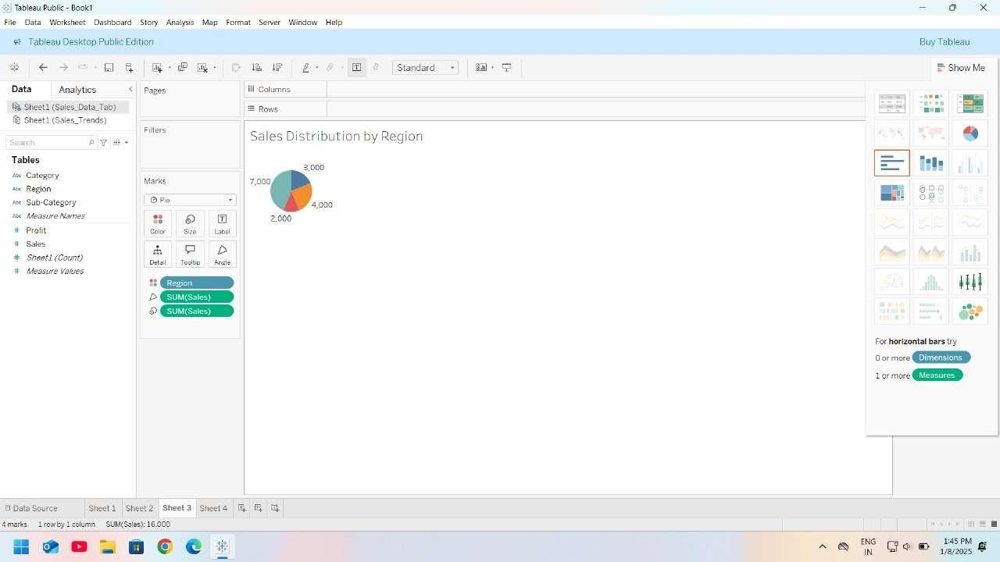 Tableau Public - Book1
File Data Worksheet Dashboard Story Analysis Map Format Server Window Help
Tableau Desktop Public Edition
Buy Tableau
Standard
Show Me
Data Analytics
Sheet1 (Sales_Data_Tab)
Sheet1 (Sales_Trends)
Search
Tables
Abc Category
Abc Region
Abc Sub-Category
Abc Measure Names
# Profit
# Sales
# Sheet1 (Count)
# Measure Values
Pages
Filters
Marks
Pie
Color Size Label
Detail Tooltip Angle
Region
SUM(Sales)
SUM(Sales)
Columns
Rows
Sales Distribution by Region
3,000
7,000
4,000
2,000
For horizontal bars try
0 or more Dimensions
1 or more Measures
Data Source Sheet 1 Sheet 2 Sheet 3 Sheet 4
4 marks 1 row by 1 column SUM(Sales): 16,000
ENG
IN
1:45 PM
1/8/2025